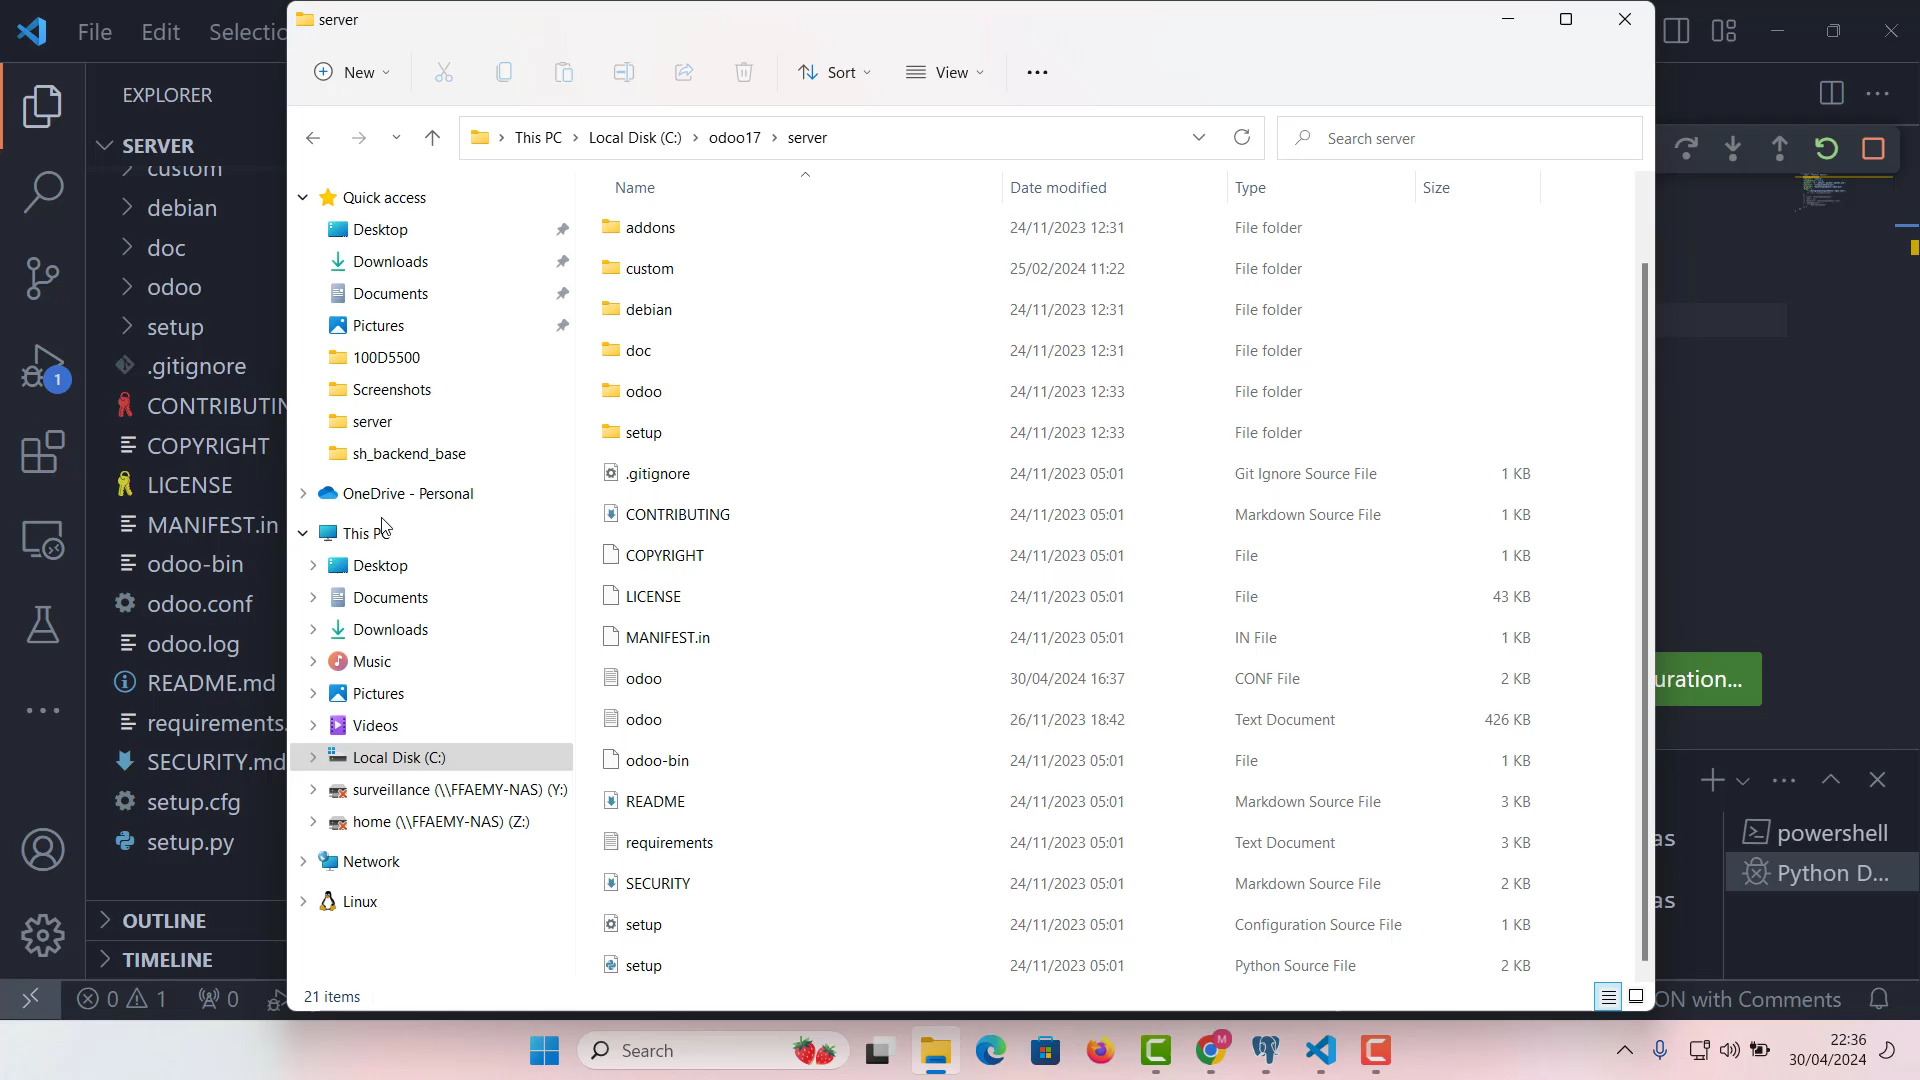 File Edit Selectio
EXPLORER
SERVER
custom
debian
doc
odoo
setup
.gitignore
CONTRIBUTIN
COPYRIGHT
LICENSE
MANIFEST.in
odoo-bin
odoo.conf
odoo.log
README.md
requirements.
SECURITY.md
setup.cfg
setup.py
OUTLINE
TIMELINE
1
0 1 0
server
New Sort View
This PC Local Disk (C:) odoo17 server
Search server
Quick access
Desktop
Downloads
Documents
Pictures
100D5500
Screenshots
server
sh_backend_base
OneDrive - Personal
This PC
Desktop
Documents
Downloads
Music
Pictures
Videos
Local Disk (C:)
surveillance (\\FFAEMY-NAS) (Y:)
home (\\FFAEMY-NAS) (Z:)
Network
Linux
Name Date modified Type Size
addons 24/11/2023 12:31 File folder
custom 25/02/2024 11:22 File folder
debian 24/11/2023 12:31 File folder
doc 24/11/2023 12:31 File folder
odoo 24/11/2023 12:33 File folder
setup 24/11/2023 12:33 File folder
.gitignore 24/11/2023 05:01 Git Ignore Source File 1 KB
CONTRIBUTING 24/11/2023 05:01 Markdown Source File 1 KB
COPYRIGHT 24/11/2023 05:01 File 1 KB
LICENSE 24/11/2023 05:01 File 43 KB
MANIFEST.in 24/11/2023 05:01 IN File 1 KB
odoo 30/04/2024 16:37 CONF File 2 KB
odoo 26/11/2023 18:42 Text Document 426 KB
odoo-bin 24/11/2023 05:01 File 1 KB
README 24/11/2023 05:01 Markdown Source File 3 KB
requirements 24/11/2023 05:01 Text Document 3 KB
SECURITY 24/11/2023 05:01 Markdown Source File 2 KB
setup 24/11/2023 05:01 Configuration Source File 1 KB
setup 24/11/2023 05:01 Python Source File 2 KB
21 items
uration...
as
as
powershell
Python D...
ON with Comments
Search
M
22:36
30/04/2024